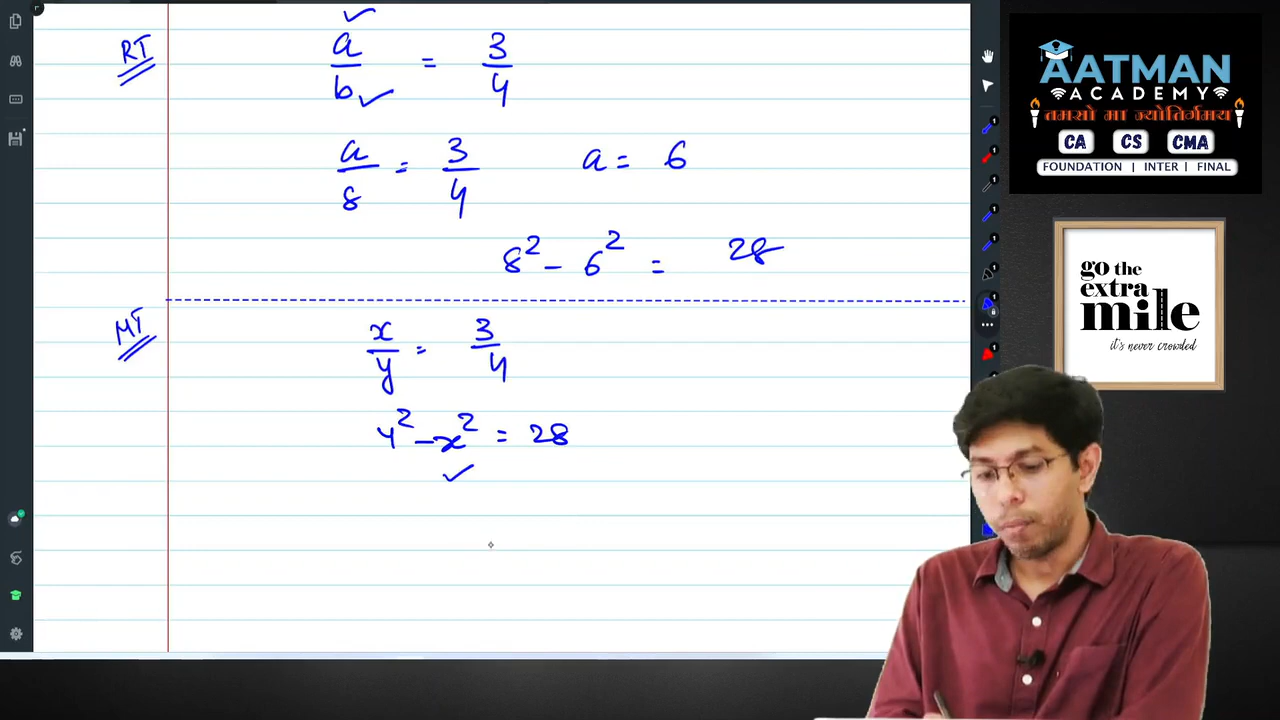 RT
a/b = 3/4
a/8 = 3/4 a = 6
8² – 6² = 28
MT
x/y = 3/4
y² – x² = 28
AATMAN
ACADEMY
तमसो मा ज्योतिर्गमय
CA CS CMA
FOUNDATION | INTER | FINAL
go the
extra
mile
it's never crowded